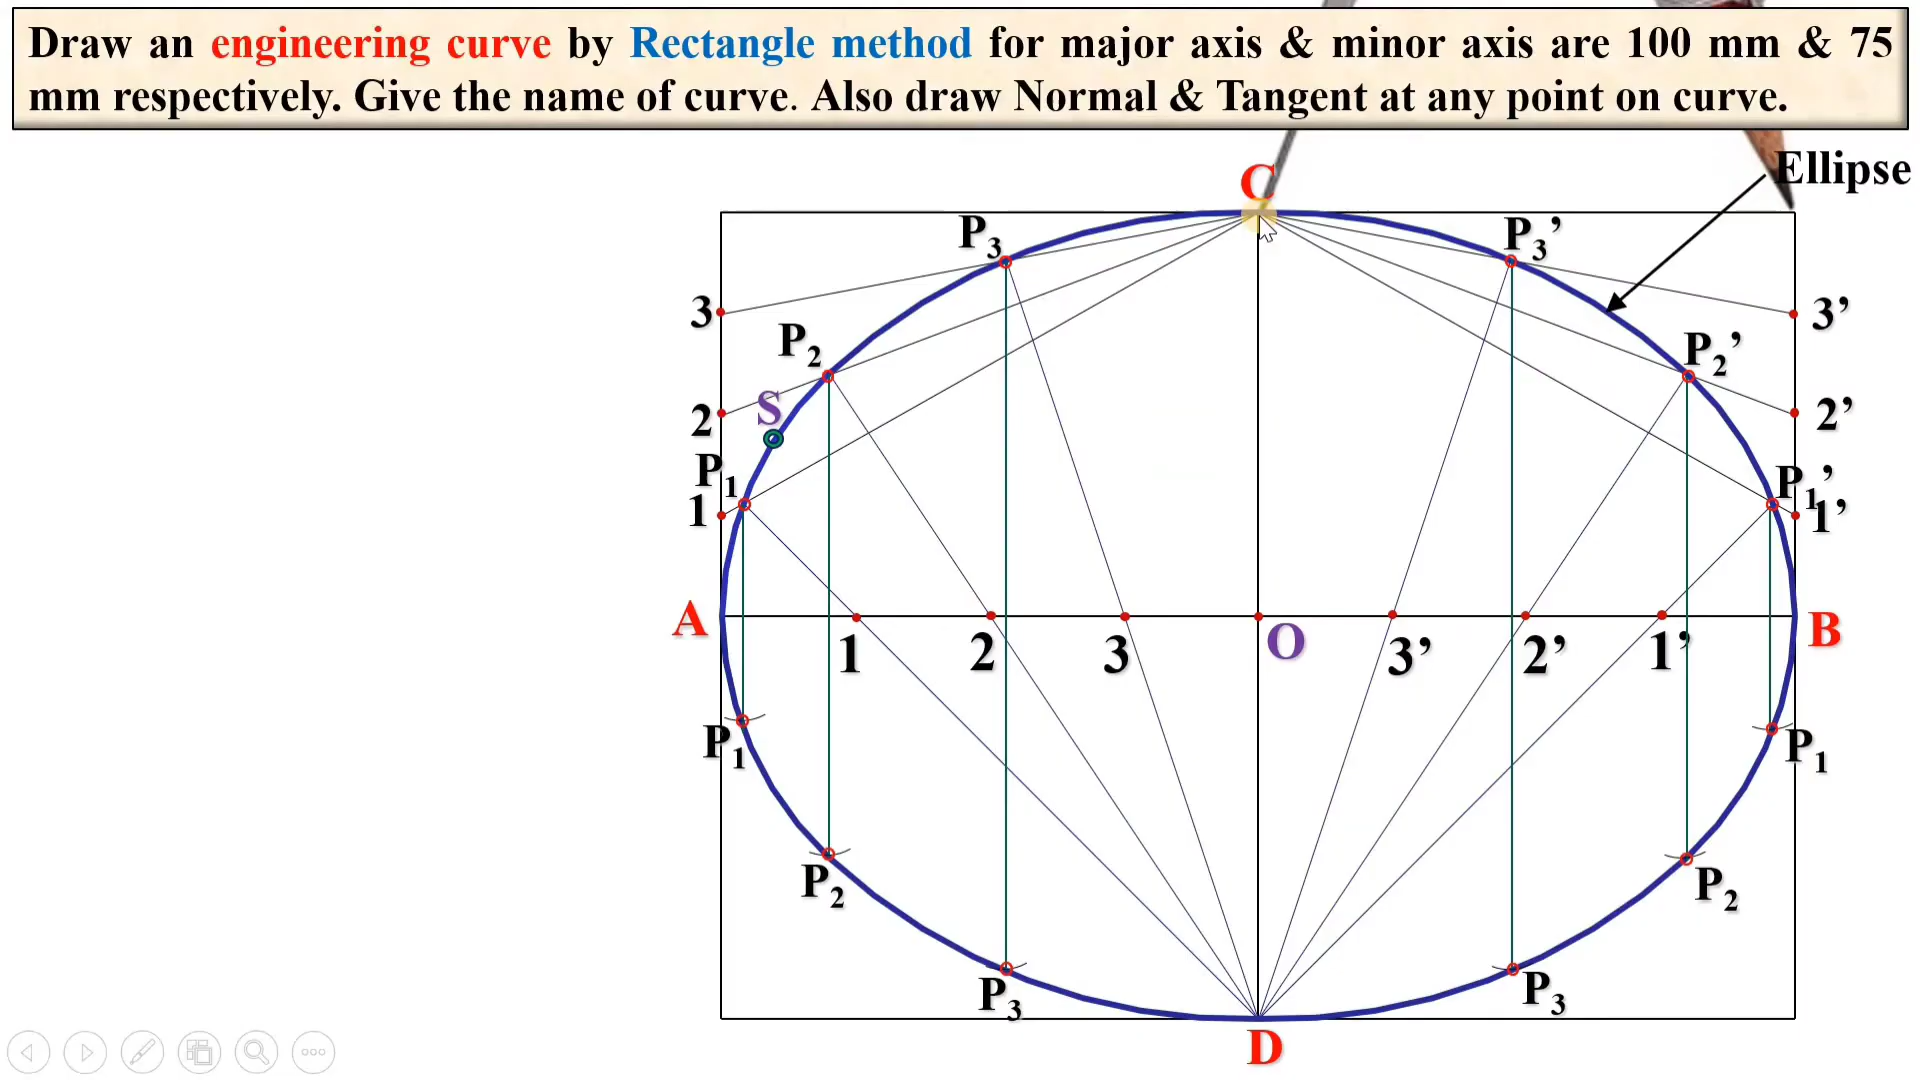 Draw an engineering curve by Rectangle method for major axis & minor axis are 100 mm & 75
mm respectively. Give the name of curve. Also draw Normal & Tangent at any point on curve.
Ellipse
C
P3 P3’
3 3’
P2 P2’
S
2 2’
P1 P1’
1 1’
A O B
1 2 3 3’ 2’ 1’
P1 P1
P2 P2
P3 P3
D